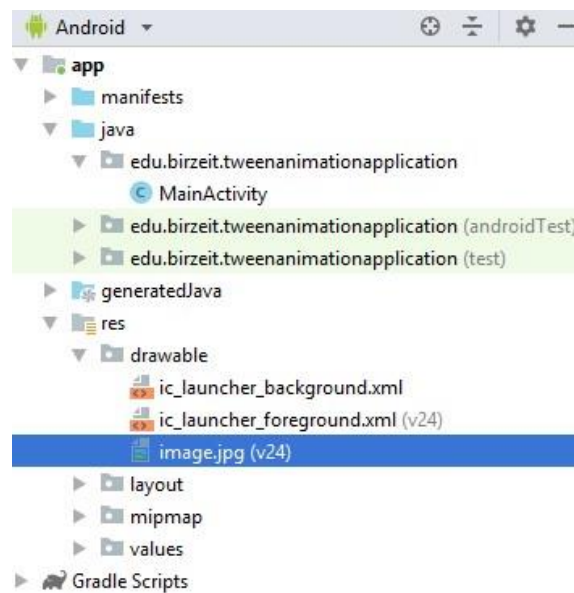 Android
app
manifests
java
edu.birzeit.tweenanimationapplication
MainActivity
edu.birzeit.tweenanimationapplication (androidTest)
edu.birzeit.tweenanimationapplication (test)
generatedJava
res
drawable
ic_launcher_background.xml
ic_launcher_foreground.xml (v24)
image.jpg (v24)
layout
mipmap
values
Gradle Scripts